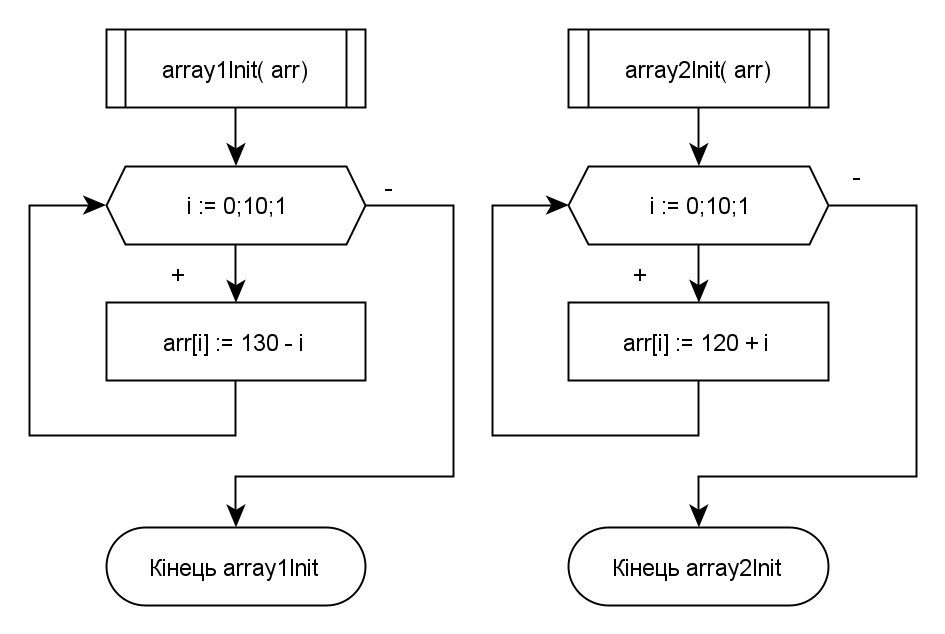 array1Init( arr)
i := 0;10;1
-
+
arr[i] := 130 - i
Кінець array1Init
array2Init( arr)
i := 0;10;1
-
+
arr[i] := 120 + i
Кінець array2Init